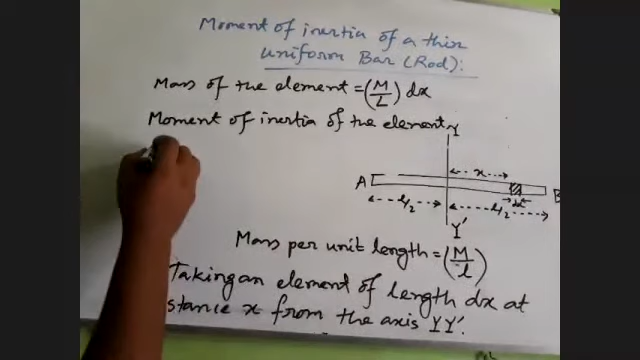 Moment of inertia of a thin
uniform Bar (Rod):
Mass of the element = (M/L) dx
Moment of inertia of the element
Y
x
A
B
dx
l/2
l/2
Y'
Mass per unit length = (M/l)
Taking an element of length dx at
stance x from the axis YY'.